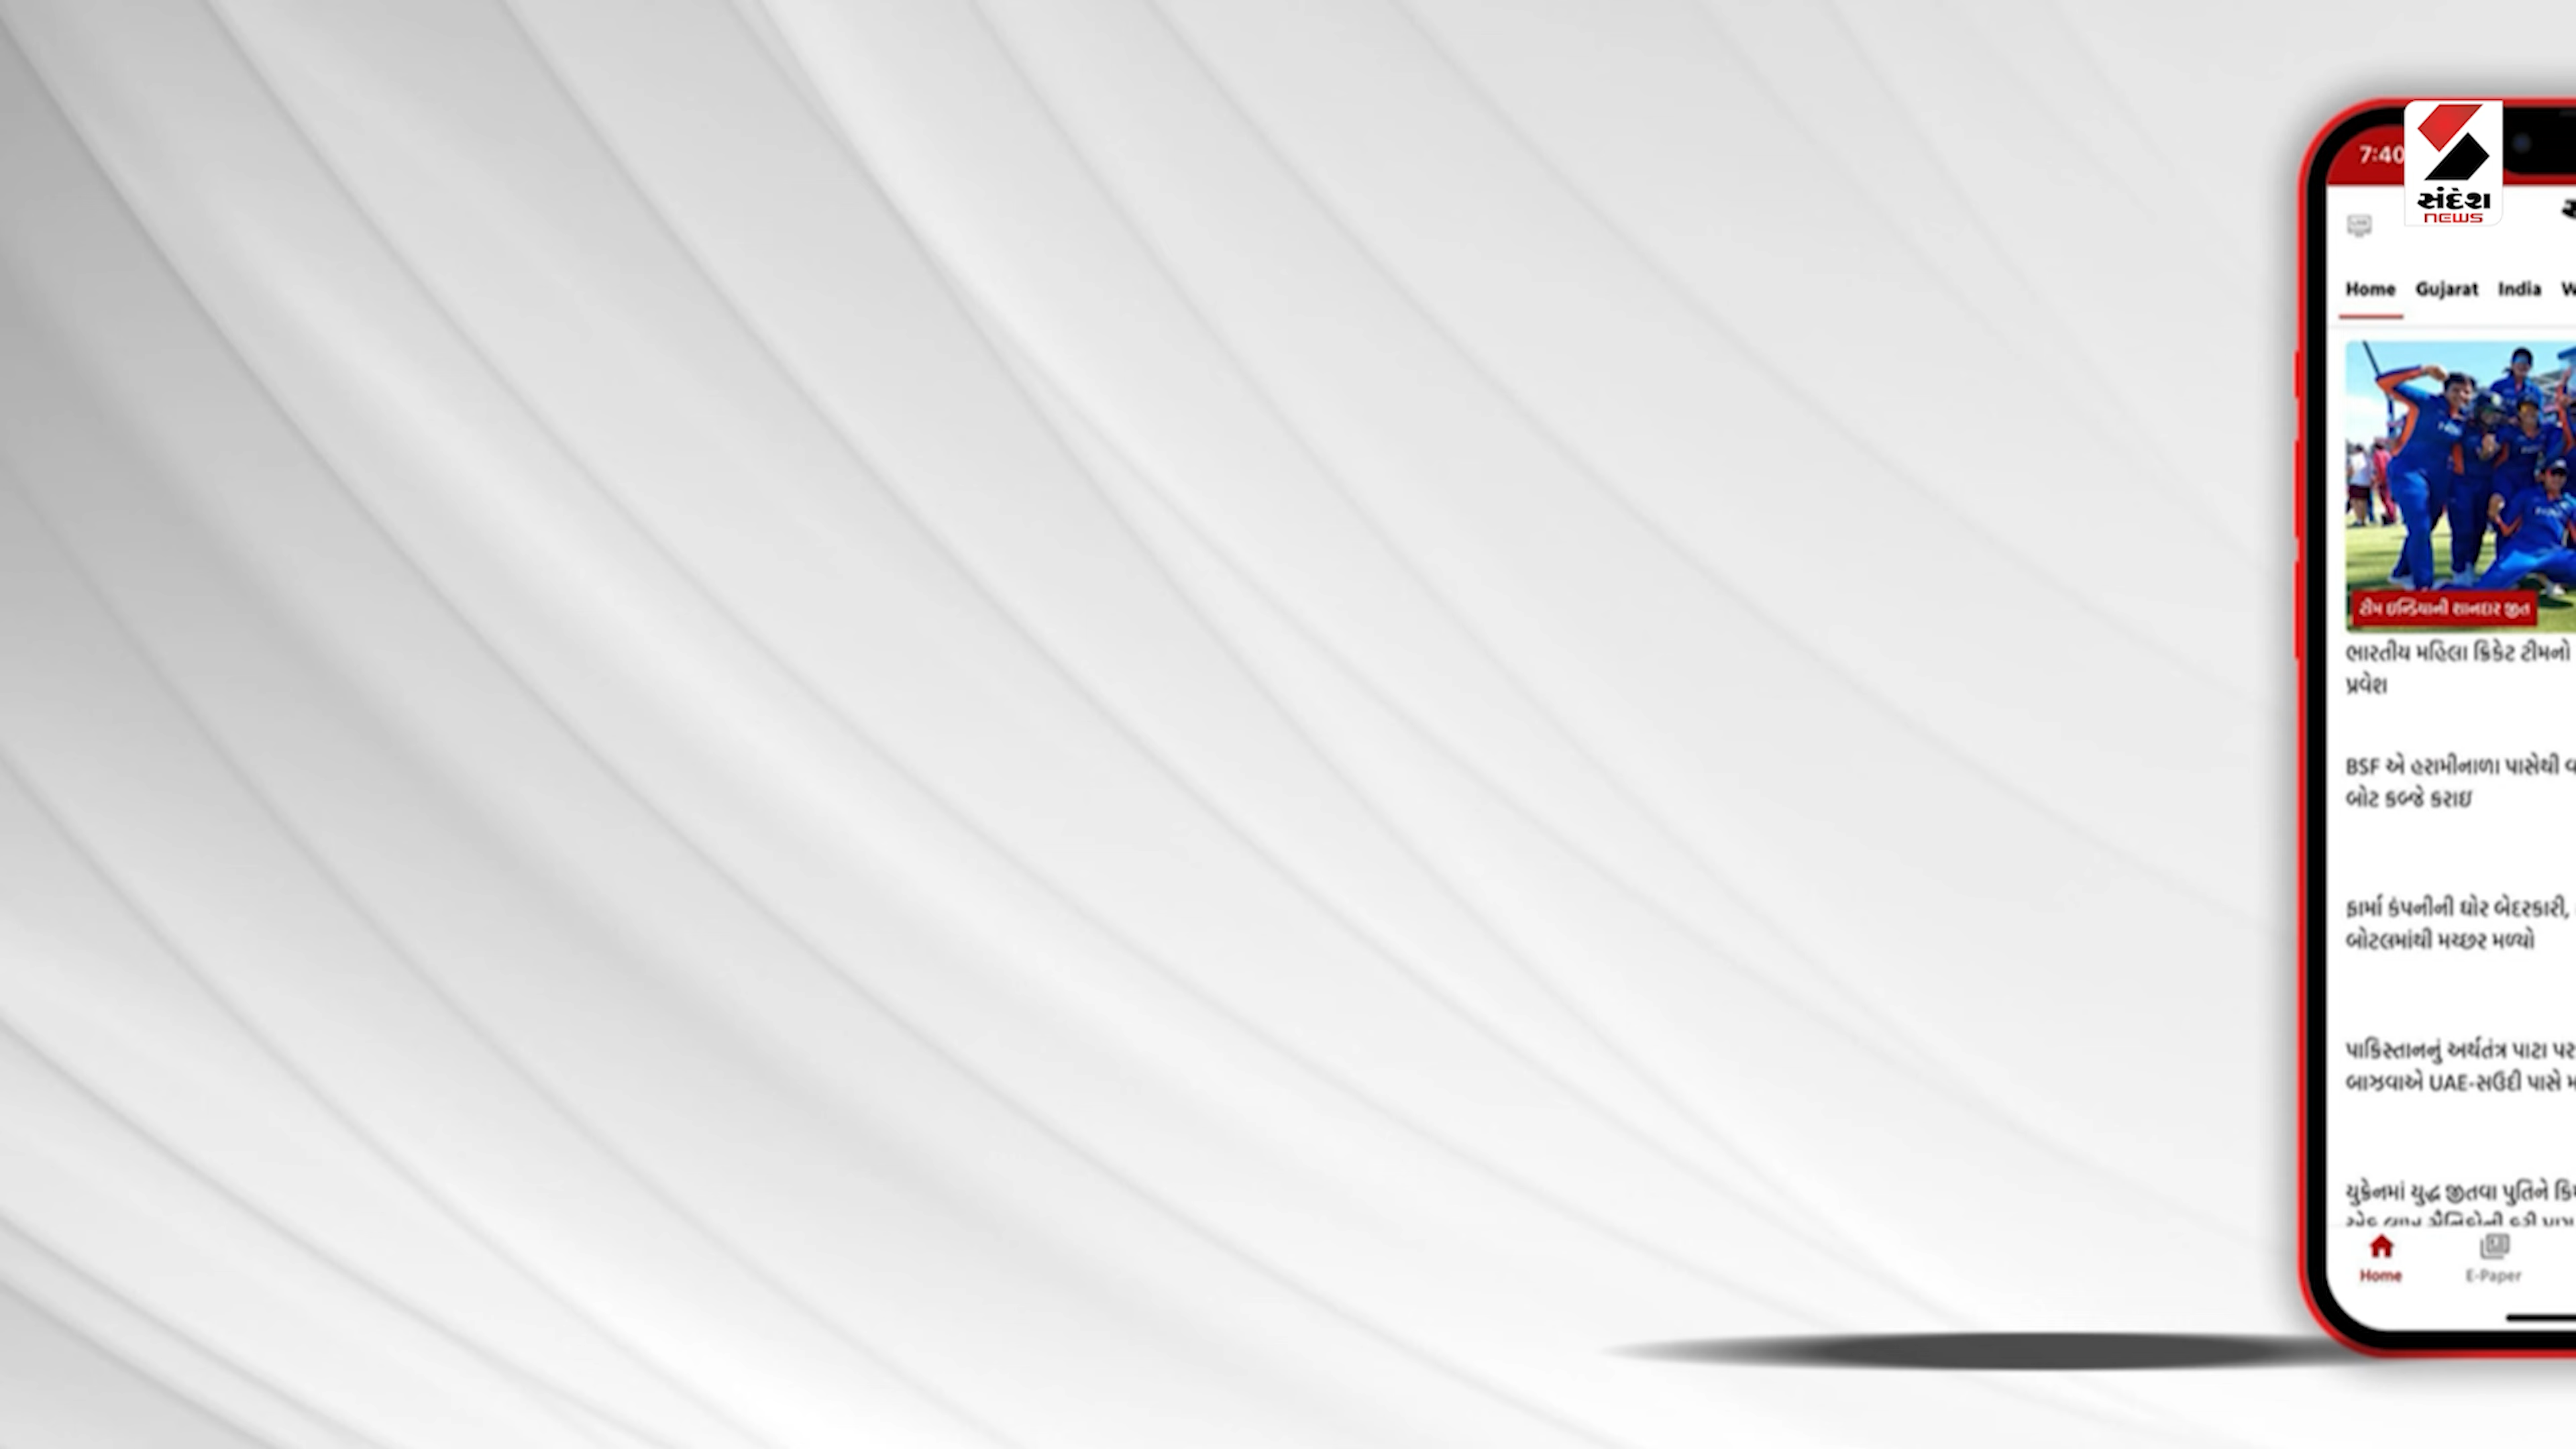 7:40
સંદેશ
NEWS
Home Gujarat India
ટીમ ઇન્ડિયાની શાનદાર જીત
ભારતીય મહિલા ક્રિકેટ ટીમનો
પ્રવેશ
BSF એ હરામીનાળા પાસેથી
બોટ કબ્જે કરાઇ
ફાર્મા કંપનીની ઘોર બેદરકારી,
બોટલમાંથી મચ્છર મળ્યો
પાકિસ્તાનનું અર્થતંત્ર પાટા પર
બાઝવાએ UAE-સઉદી પાસે
યુક્રેનમાં યુદ્ધ જીતવા પુતિને
Home E-Paper